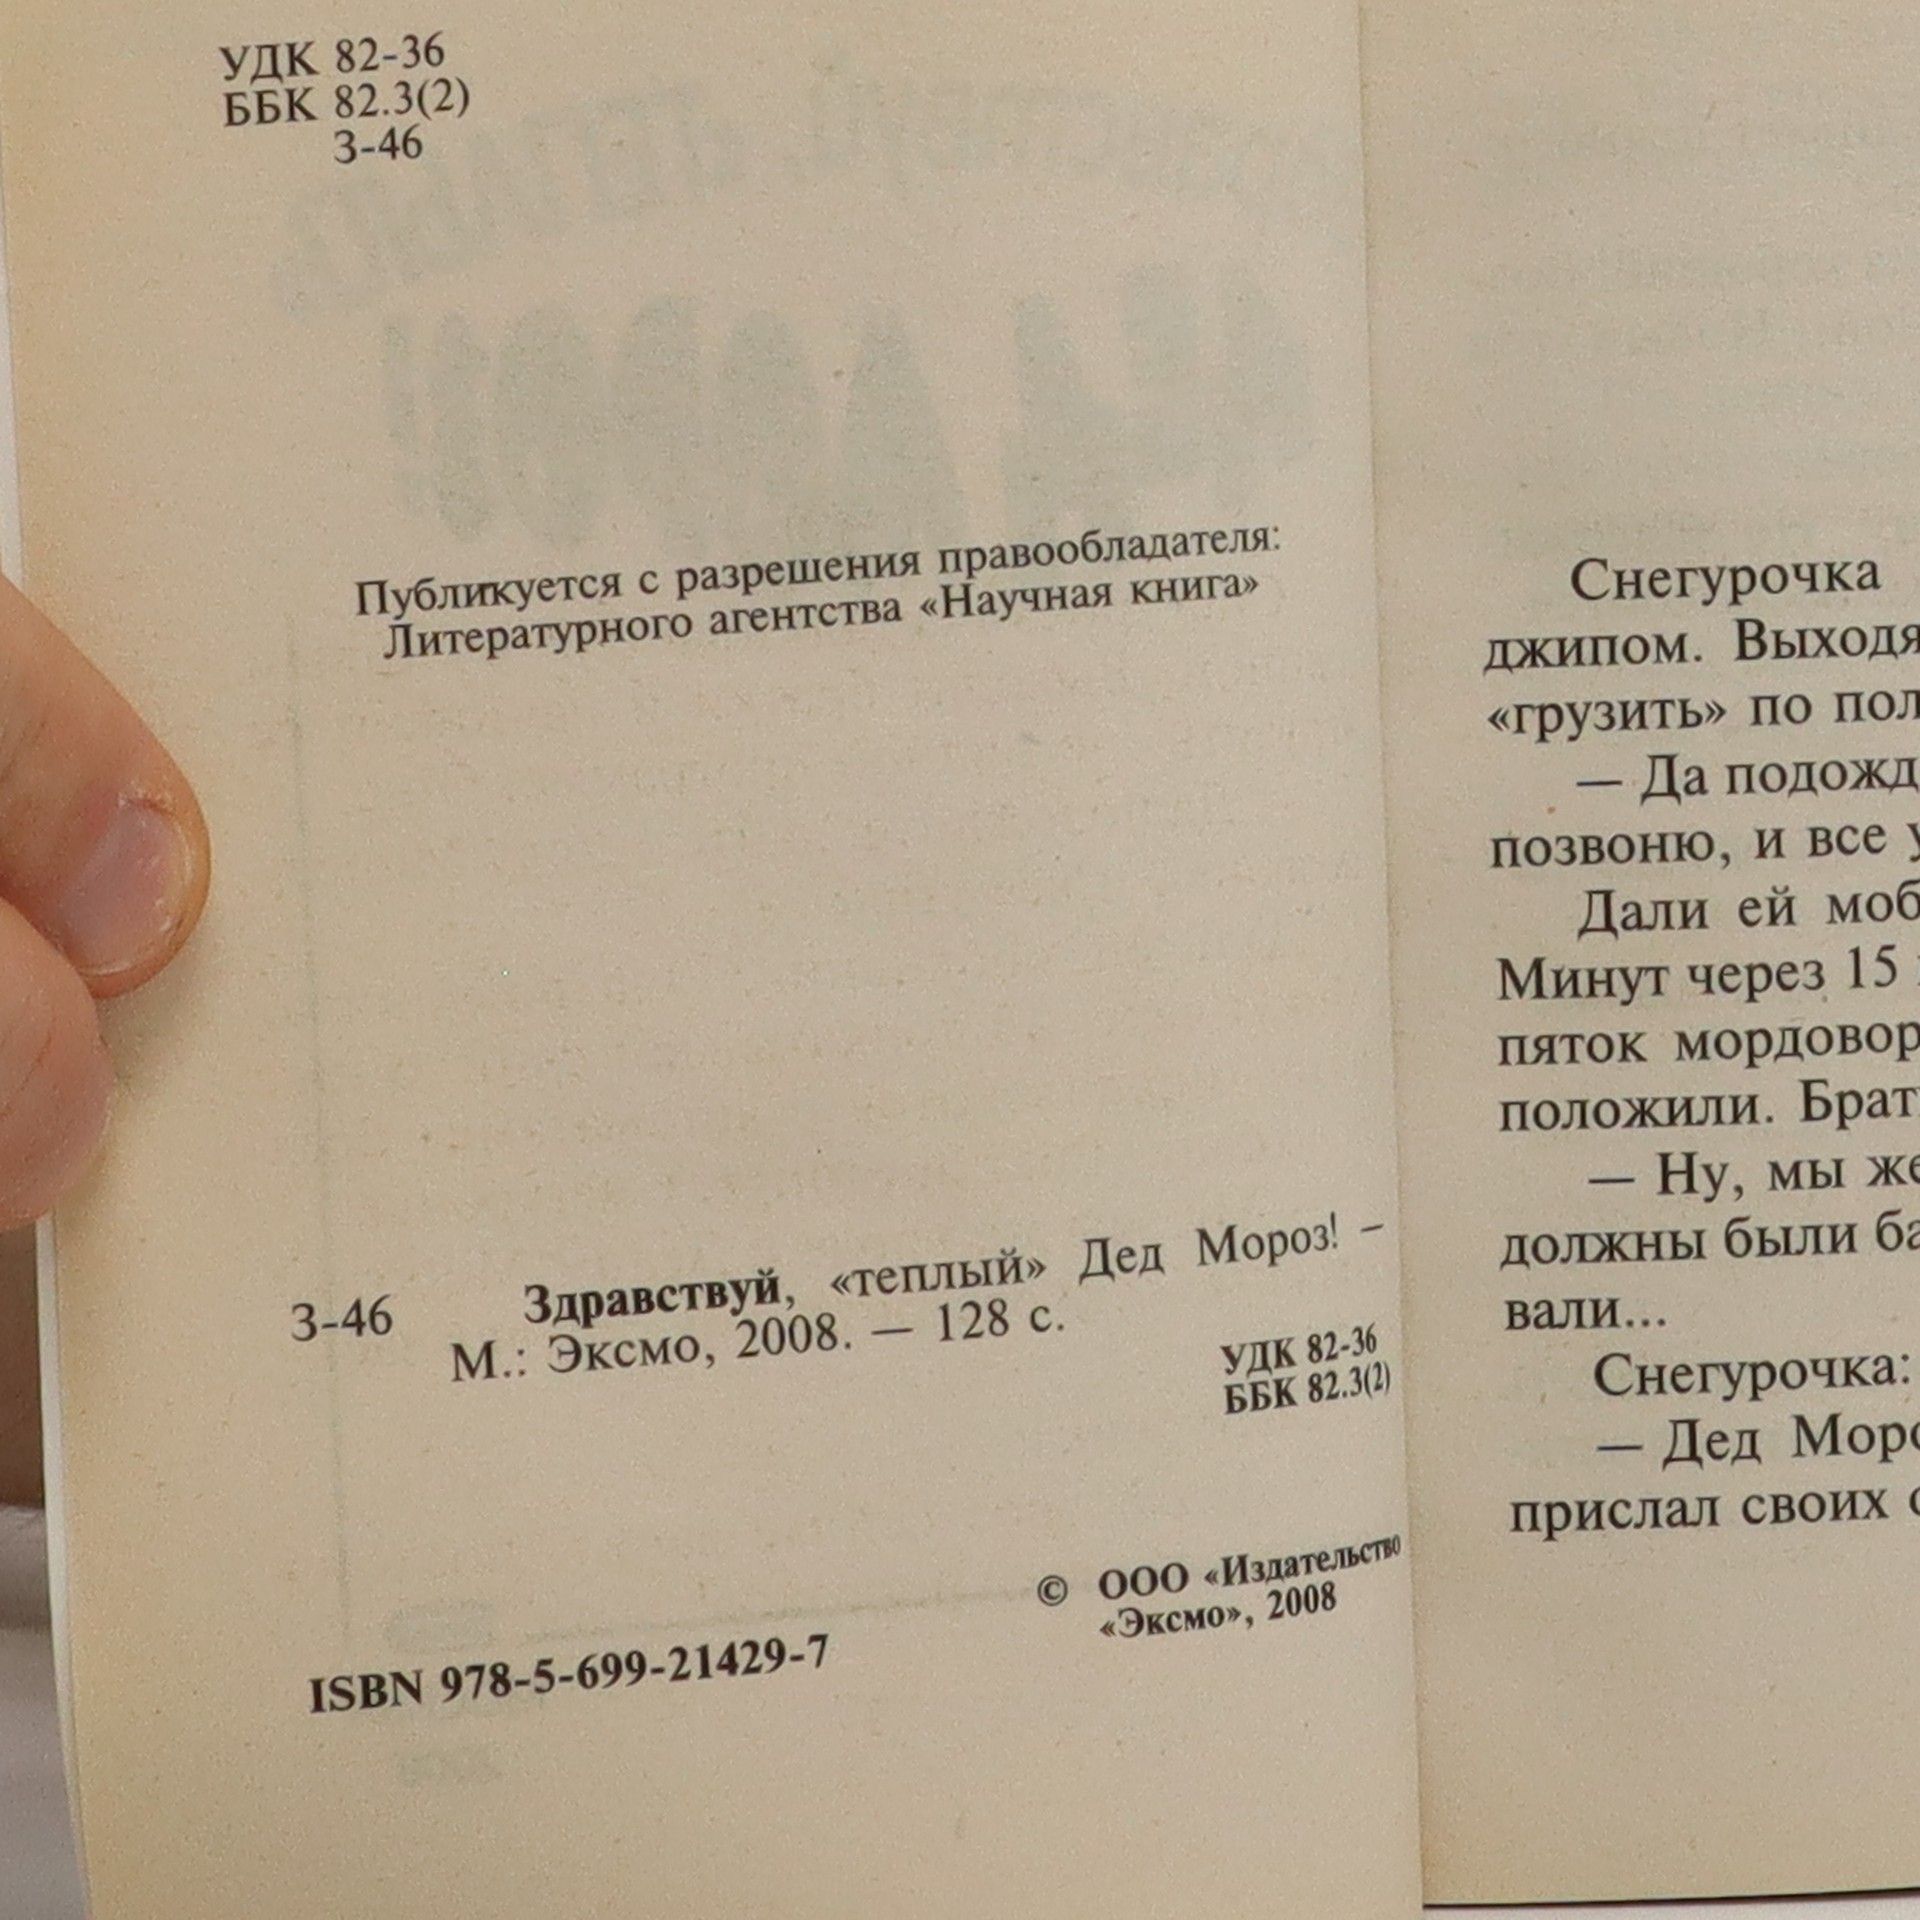 УДК 82-36
ББК 82.3(2)
З-46
Публикуется с разрешения правообладателя:
Литературного агентства «Научная книга»
З-46 Здравствуй, «теплый» Дед Мороз! –
М.: Эксмо, 2008. — 128 с.
УДК 82-36
ББК 82.3(2)
© ООО «Издательство
«Эксмо», 2008
ISBN 978-5-699-21429-7
Снегурочка
джипом. Выходя
«грузить» по пол
— Да подожд
позвоню, и все у
Дали ей моб
Минут через 15
пяток мордовор
положили. Брат
— Ну, мы же
должны были ба
вали...
Снегурочка:
— Дед Моро
прислал своих